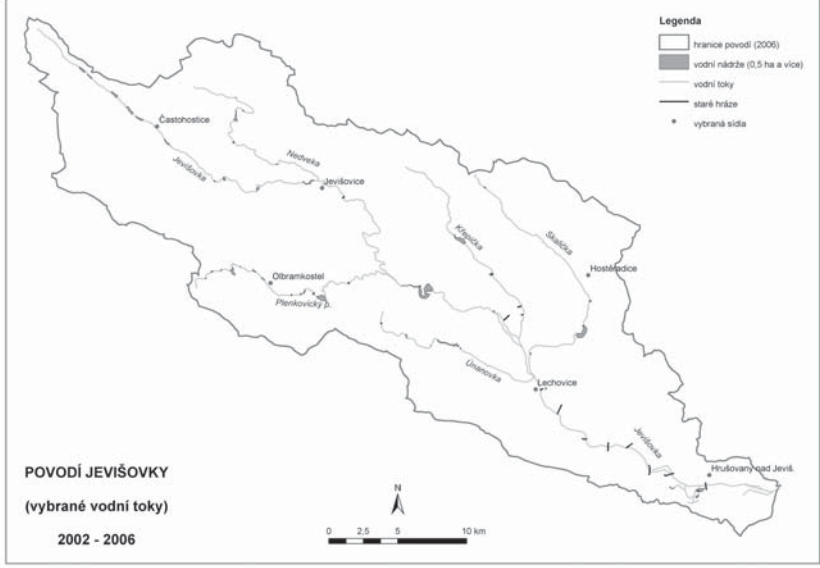 Legenda
hranice povodí (2006)
vodní nádrže (0,5 ha a více)
vodní toky
staré hráze
vybraná sídla
Častohostice
Nedveka
Jevišovka
Jevišovice
Křepička
Skalička
Hostěradice
Olbramkostel
Plenkovický p.
Únanovka
Lechovice
Jevišovka
Hrušovany nad Jeviš.
POVODÍ JEVIŠOVKY
(vybrané vodní toky)
2002 - 2006
N
0 2,5 5 10 km